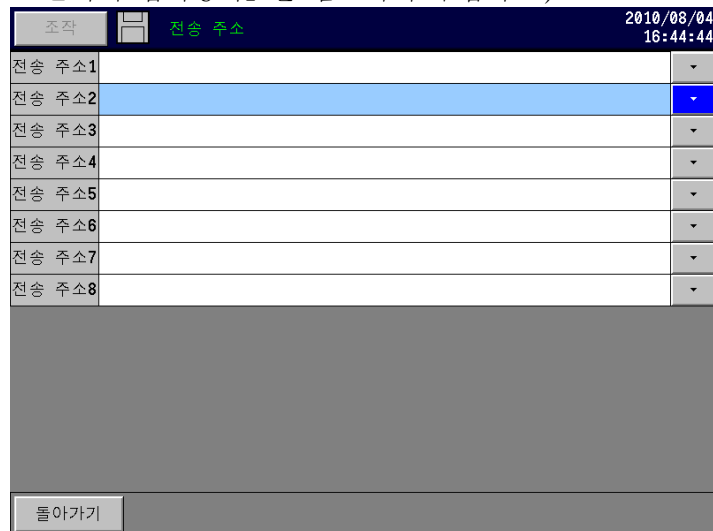 조작 전송 주소 2010/08/04
16:44:44
전송 주소1
전송 주소2
전송 주소3
전송 주소4
전송 주소5
전송 주소6
전송 주소7
전송 주소8
돌아가기